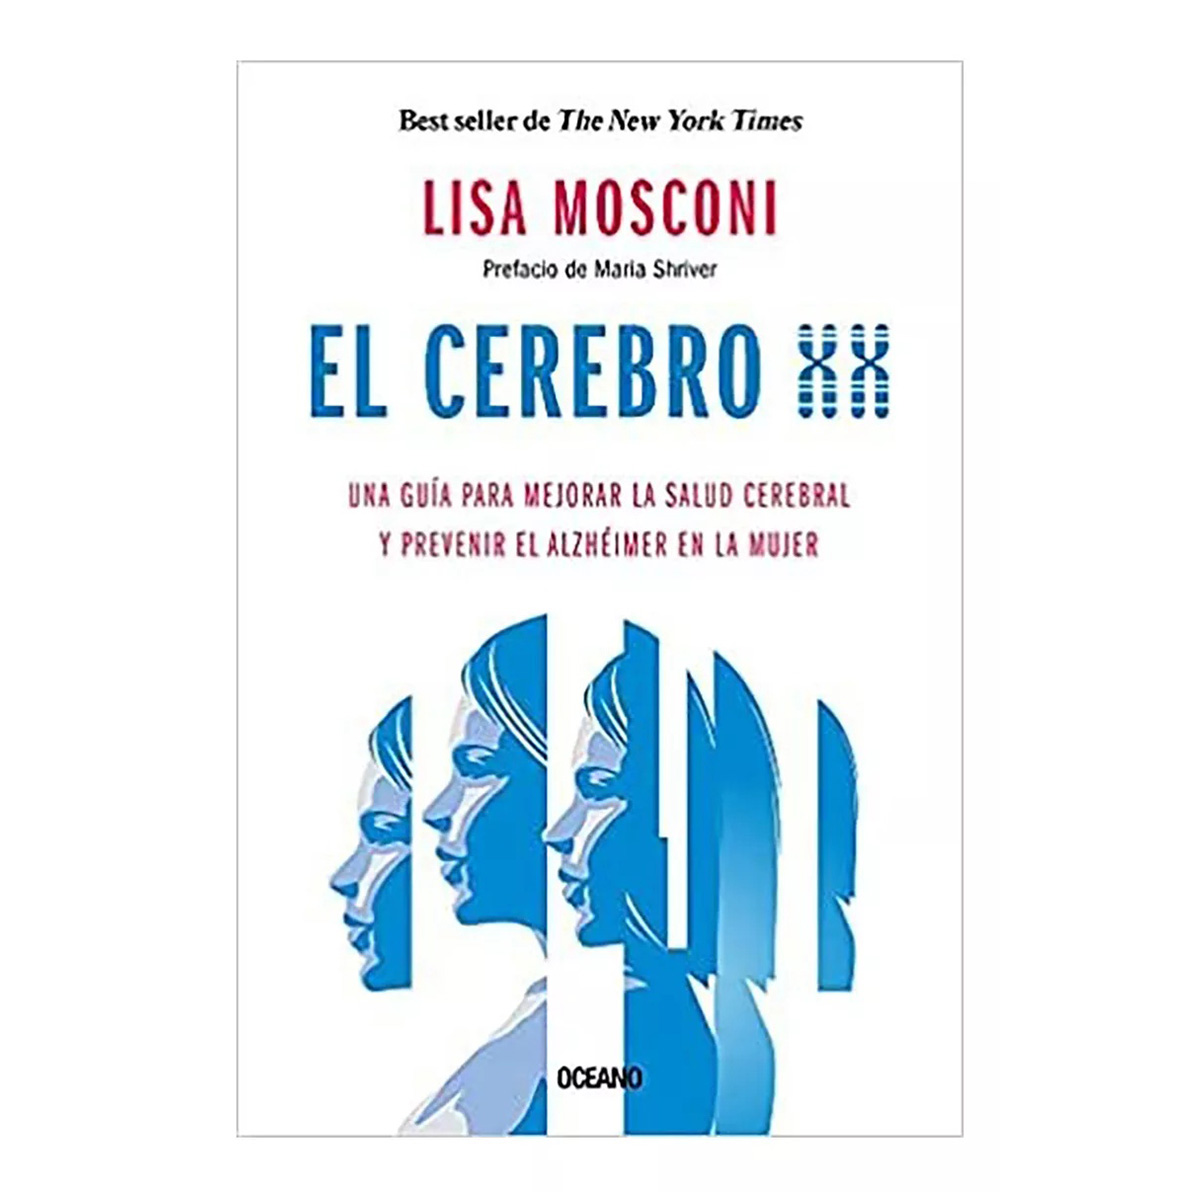 Best seller de The New York Times
LISA MOSCONI
Prefacio de Maria Shriver
EL CEREBRO XX
UNA GUÍA PARA MEJORAR LA SALUD CEREBRAL
Y PREVENIR EL ALZHÉIMER EN LA MUJER
OCEANO